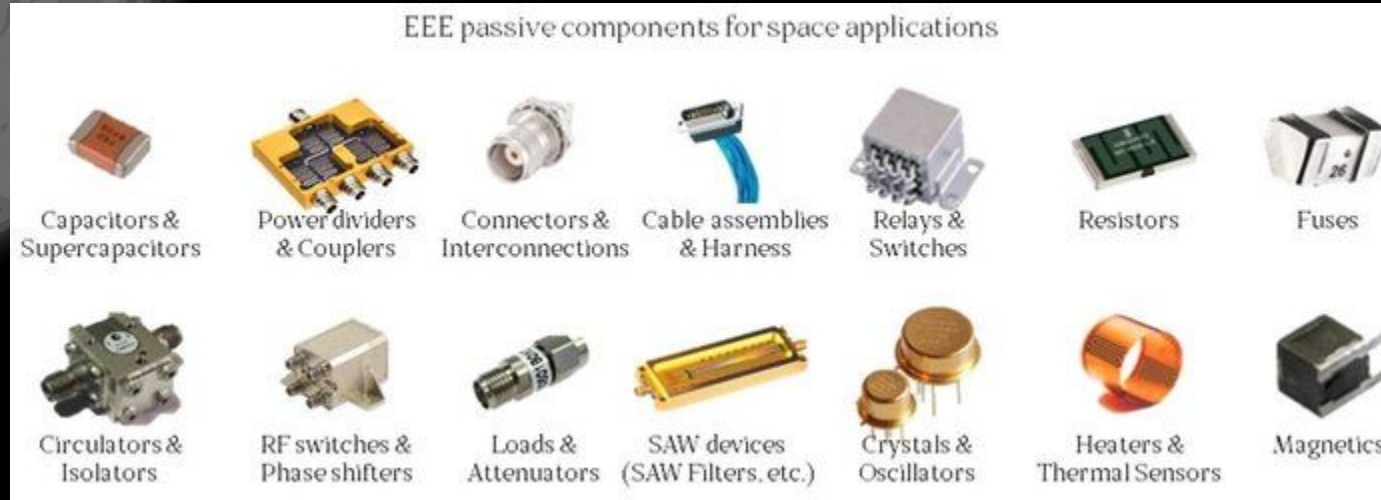 EEE passive components for space applications
Capacitors &
Supercapacitors
Power dividers
& Couplers
Connectors &
Interconnections
Cable assemblies
& Harness
Relays &
Switches
Resistors
Fuses
26
Circulators &
Isolators
RF switches &
Phase shifters
Loads &
Attenuators
SAW devices
(SAW Filters, etc.)
Crystals &
Oscillators
Heaters &
Thermal Sensors
Magnetics